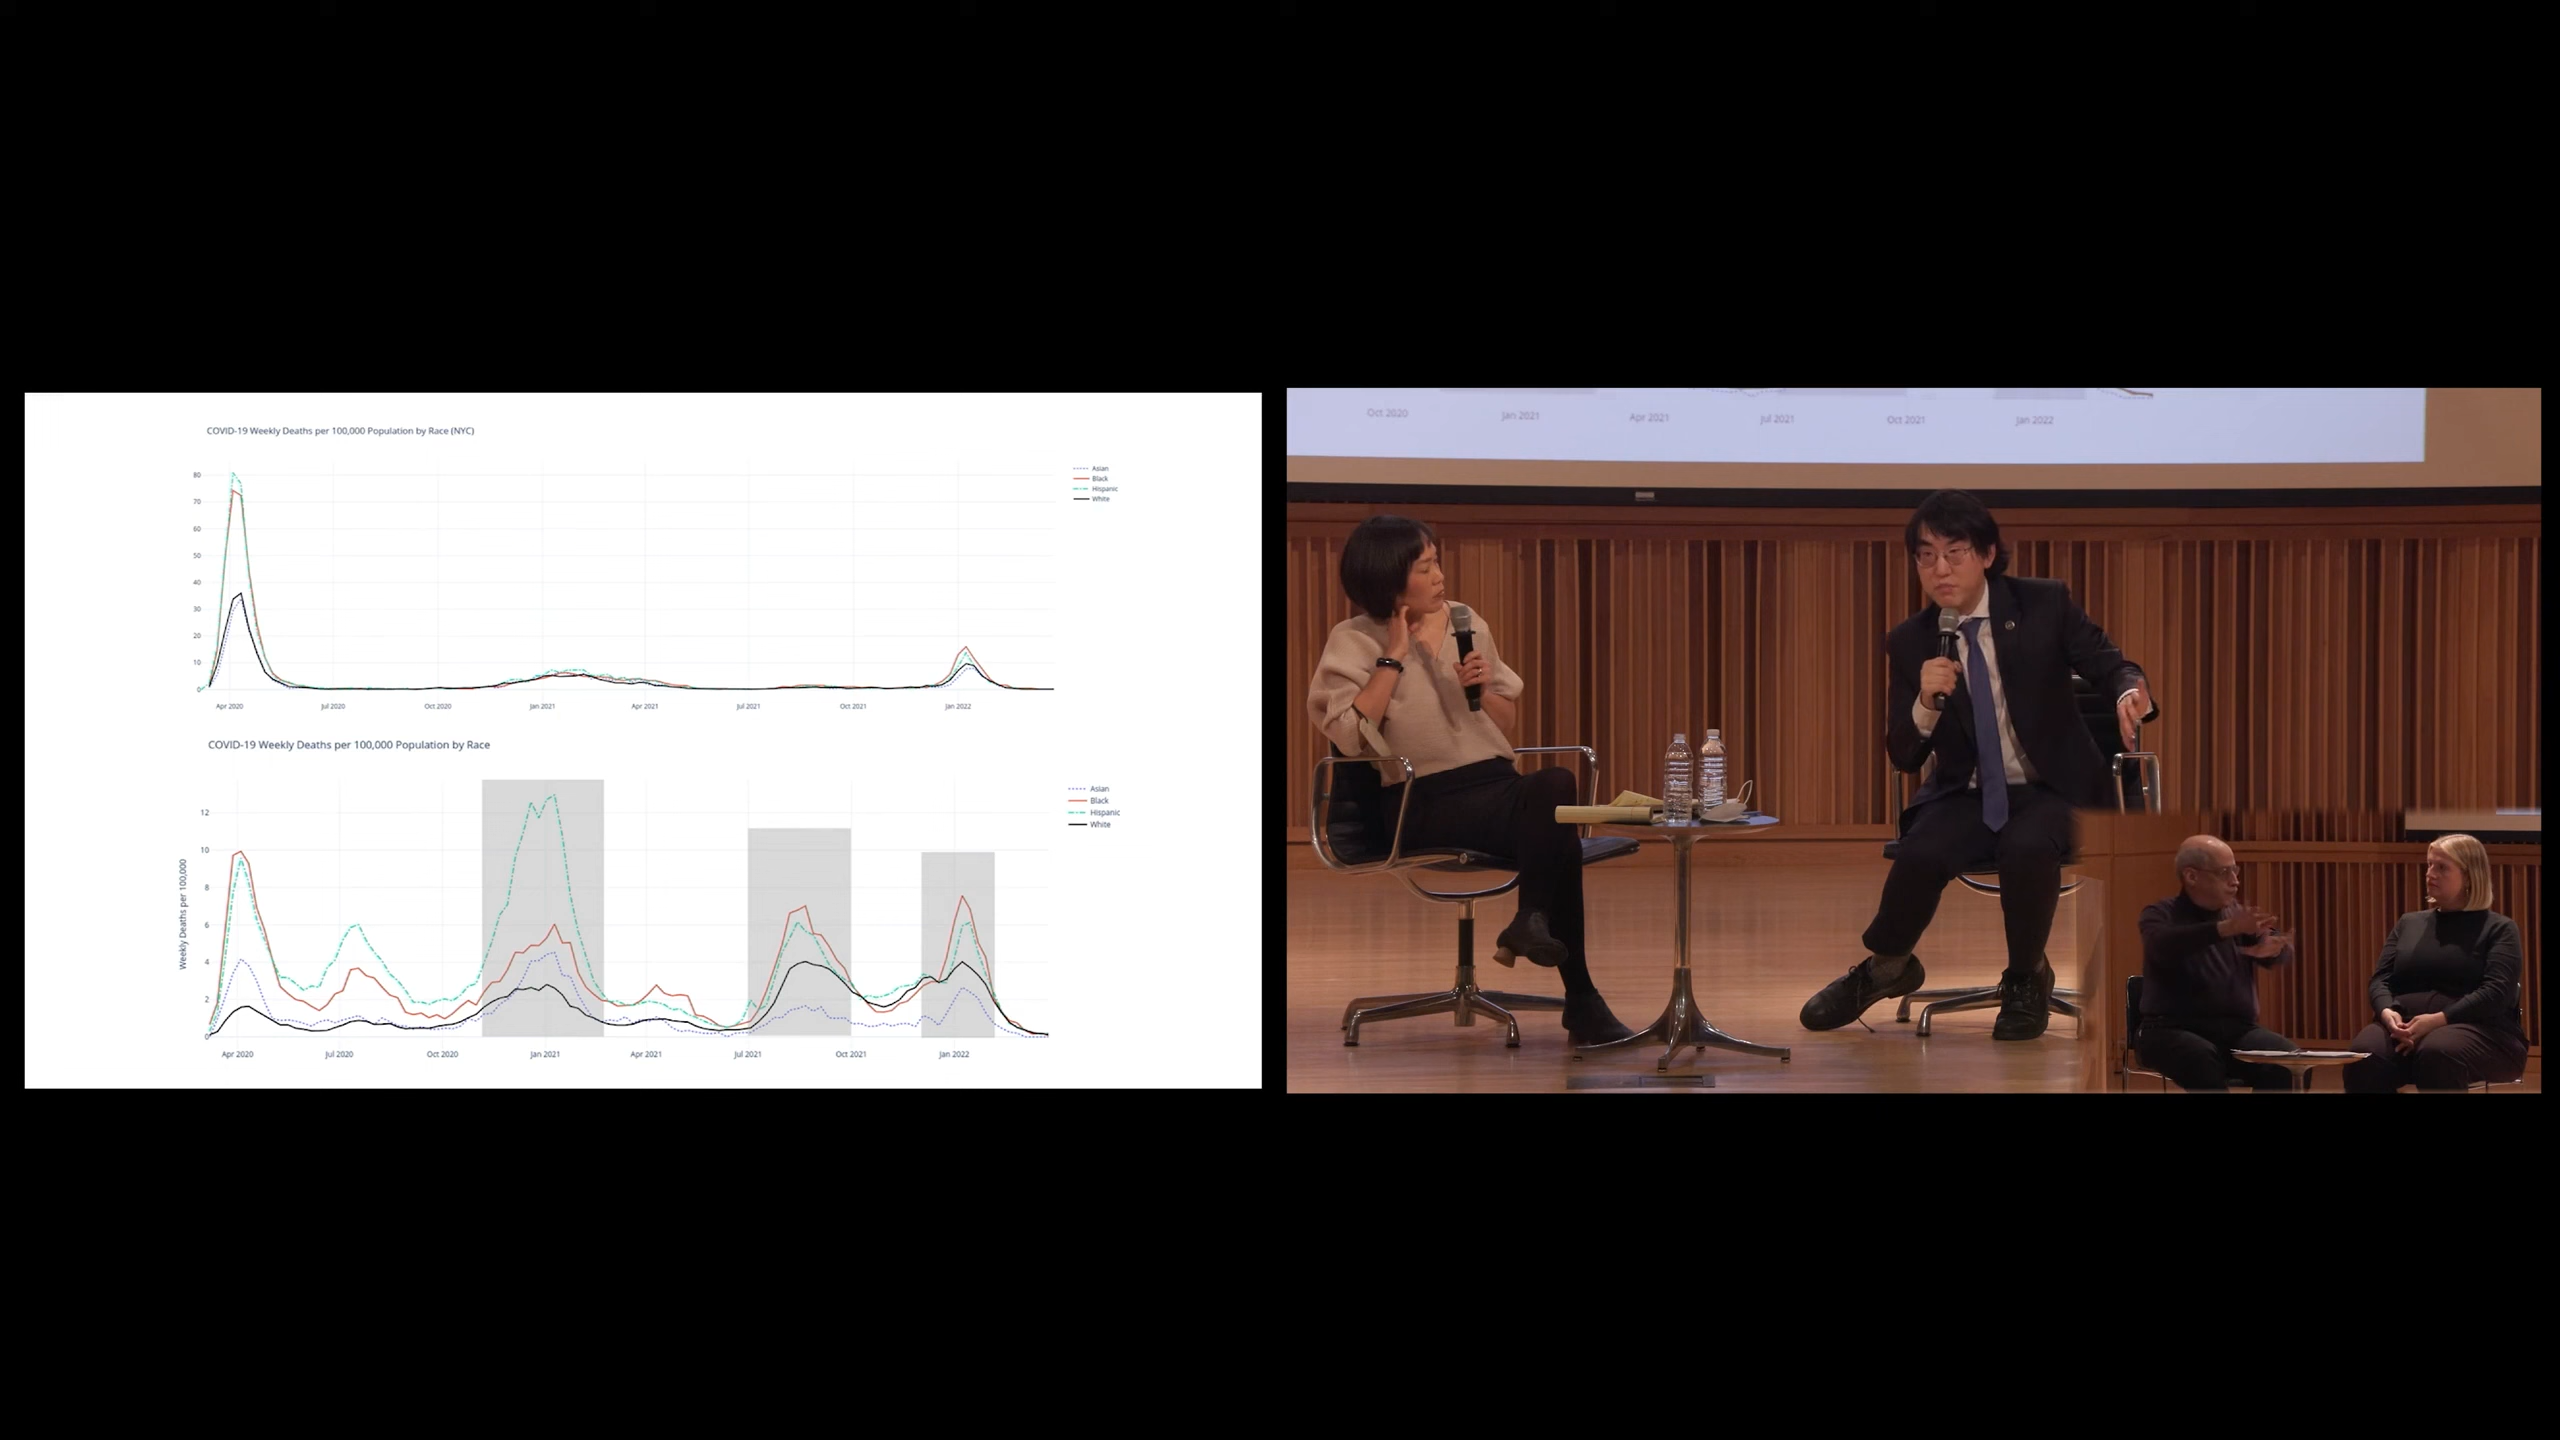 COVID-19 Weekly Deaths per 100,000 Population by Race (NYC)
80
70
60
50
40
30
20
10
0
Apr 2020
Jul 2020
Oct 2020
Jan 2021
Apr 2021
Jul 2021
Oct 2021
Jan 2022
Asian
Black
Hispanic
White
COVID-19 Weekly Deaths per 100,000 Population by Race
Weekly Deaths per 100,000
12
10
8
6
4
2
0
Apr 2020
Jul 2020
Oct 2020
Jan 2021
Apr 2021
Jul 2021
Oct 2021
Jan 2022
Asian
Black
Hispanic
White
Oct 2020
Jan 2021
Apr 2021
Jul 2021
Oct 2021
Jan 2022